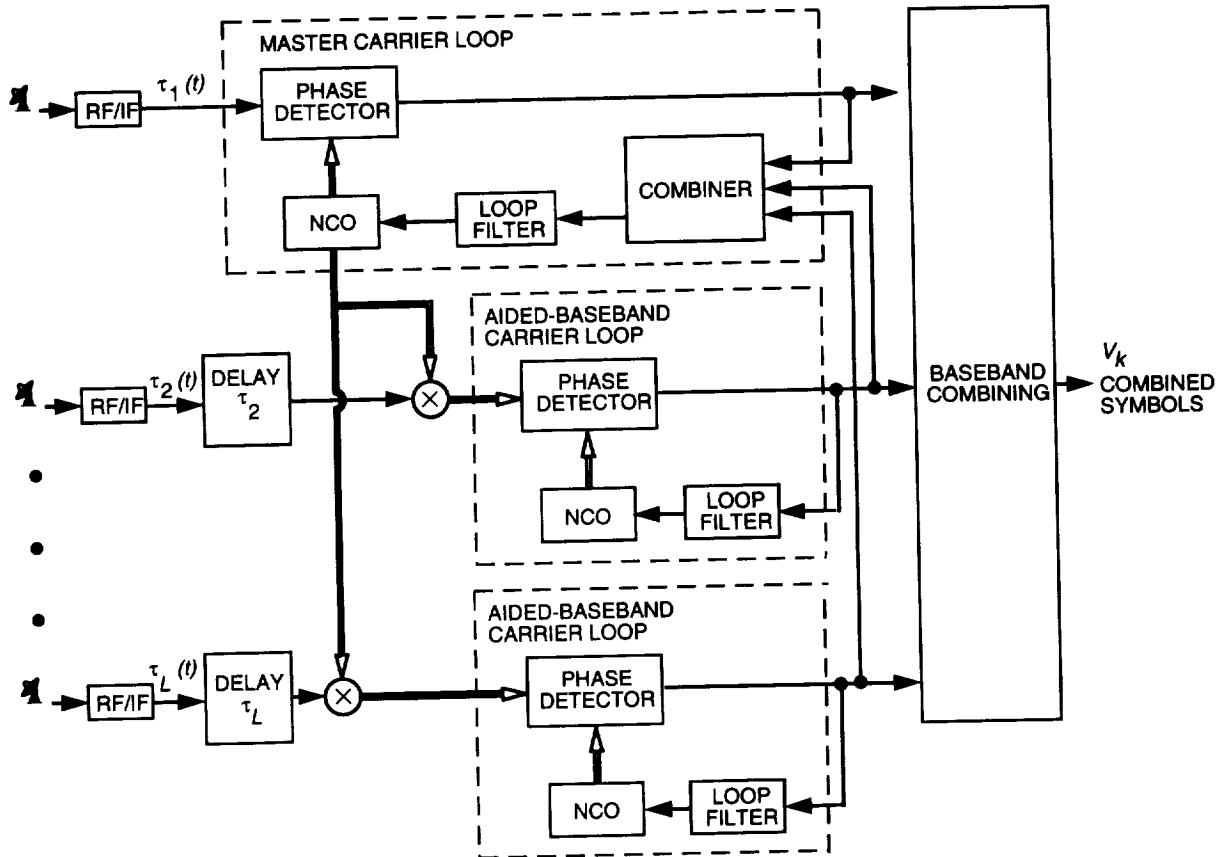 MASTER CARRIER LOOP
RF/IF
τ1 (t)
PHASE
DETECTOR
COMBINER
LOOP
FILTER
NCO
AIDED-BASEBAND
CARRIER LOOP
RF/IF
τ2 (t)
DELAY
τ2
×
PHASE
DETECTOR
NCO
LOOP
FILTER
BASEBAND
COMBINING
Vk
COMBINED
SYMBOLS
AIDED-BASEBAND
CARRIER LOOP
RF/IF
τL (t)
DELAY
τL
×
PHASE
DETECTOR
NCO
LOOP
FILTER